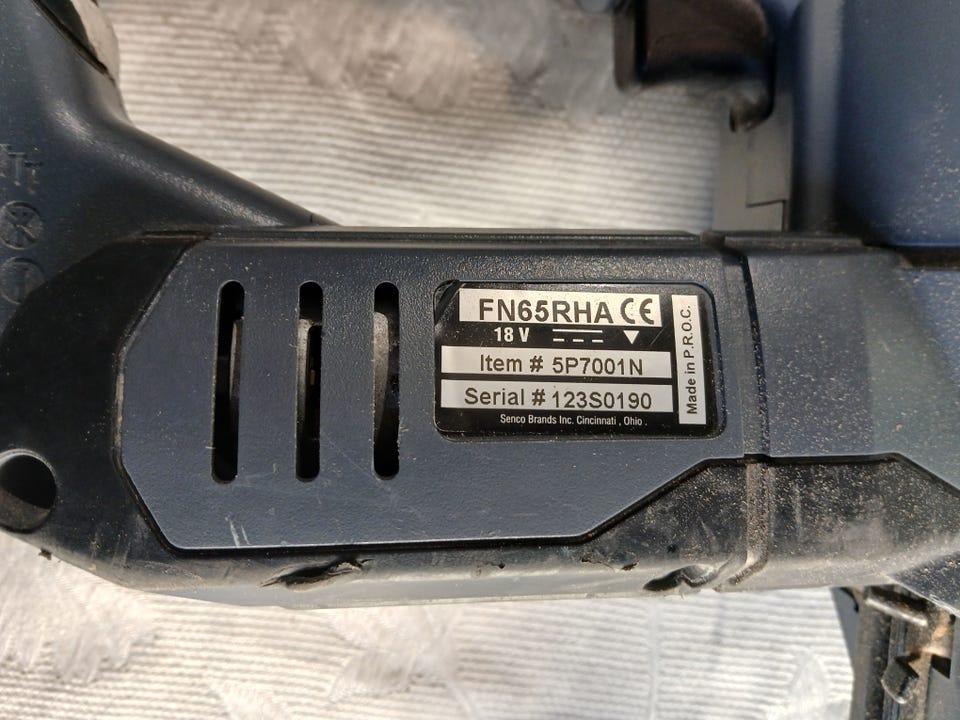 FN65RHA CE
18 V
Item # 5P7001N
Serial # 123S0190
Senco Brands Inc. Cincinnati , Ohio .
Made in P.R.O.C.